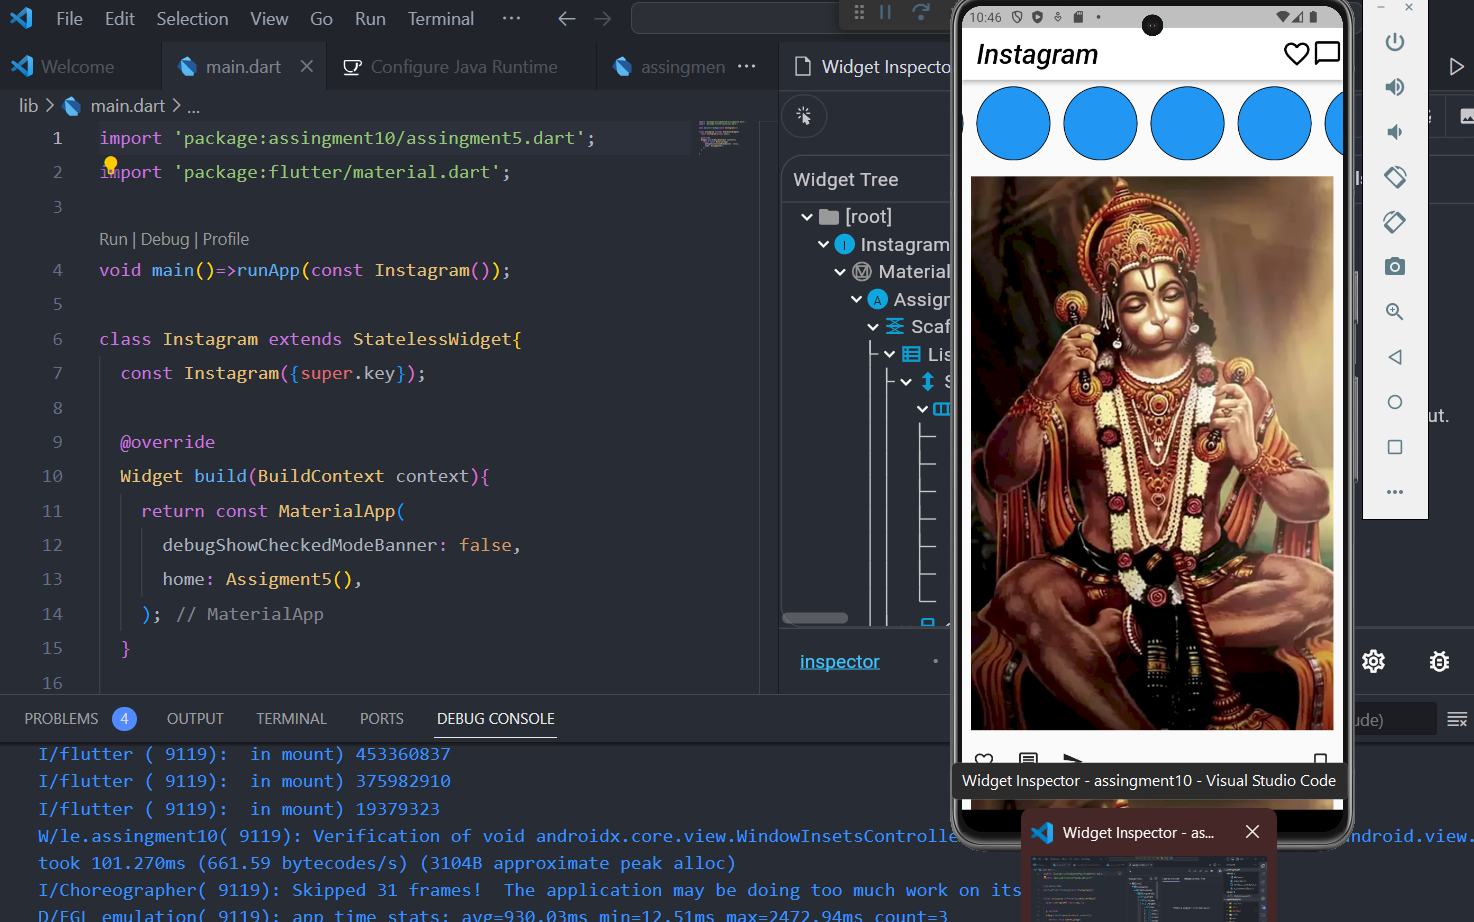 File Edit Selection View Go Run Terminal ···
Welcome main.dart Configure Java Runtime assingmen ··· Widget Inspecto
lib > main.dart > ...
1 import 'package:assingment10/assingment5.dart';
2 import 'package:flutter/material.dart';
3
Run | Debug | Profile
4 void main()=>runApp(const Instagram());
5
6 class Instagram extends StatelessWidget{
7 const Instagram({super.key});
8
9 @override
10 Widget build(BuildContext context){
11 return const MaterialApp(
12 debugShowCheckedModeBanner: false,
13 home: Assigment5(),
14 ); // MaterialApp
15 }
16
Widget Tree
[root]
I Instagram
M Material
A Assigr
Scaf
Lis
S
inspector •
10:46
Instagram
ut.
PROBLEMS 4 OUTPUT TERMINAL PORTS DEBUG CONSOLE
ude)
I/flutter ( 9119): in mount) 453360837
I/flutter ( 9119): in mount) 375982910
I/flutter ( 9119): in mount) 19379323
W/le.assingment10( 9119): Verification of void androidx.core.view.WindowInsetsControlle
ndroid.view.
took 101.270ms (661.59 bytecodes/s) (3104B approximate peak alloc)
I/Choreographer( 9119): Skipped 31 frames! The application may be doing too much work on its
D/EGL_emulation( 9119): app_time_stats: avg=930.03ms min=12.51ms max=2472.94ms count=3
Widget Inspector - assingment10 - Visual Studio Code
Widget Inspector - as...